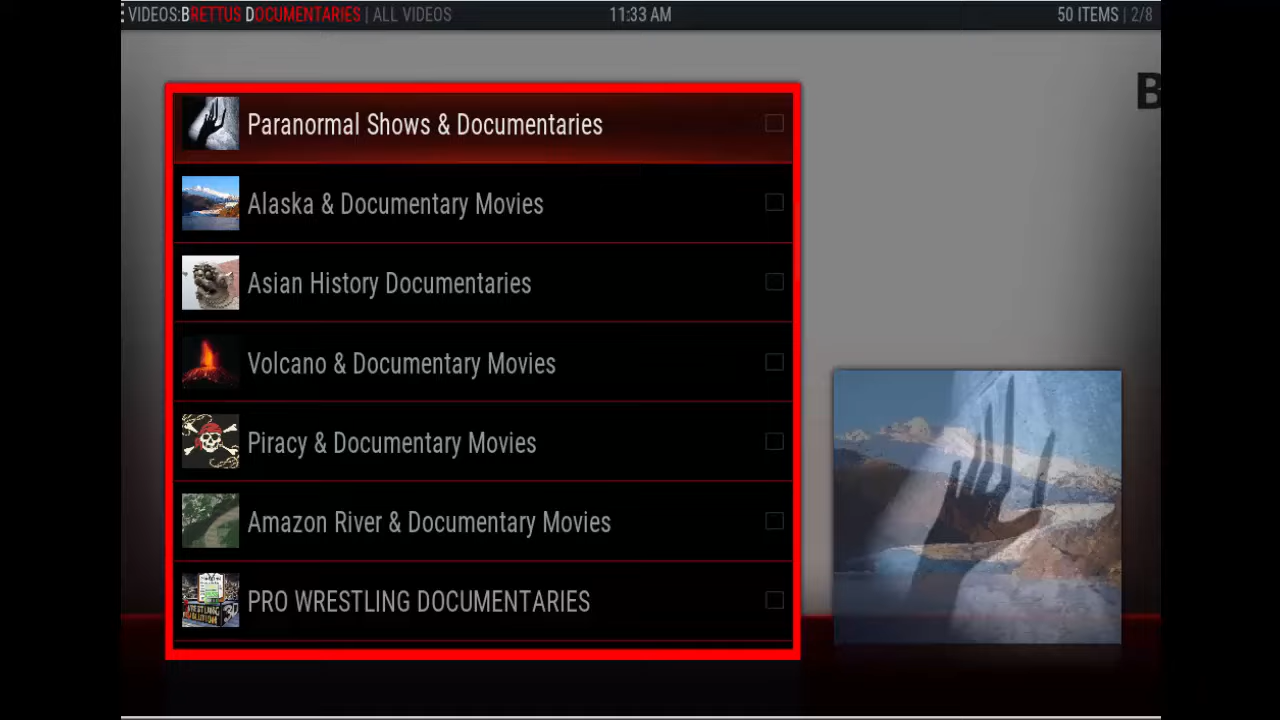 VIDEOS:BRETTUS DOCUMENTARIES | ALL VIDEOS
11:33 AM
50 ITEMS | 2/8
B
Paranormal Shows & Documentaries
Alaska & Documentary Movies
Asian History Documentaries
Volcano & Documentary Movies
Piracy & Documentary Movies
Amazon River & Documentary Movies
PRO WRESTLING DOCUMENTARIES